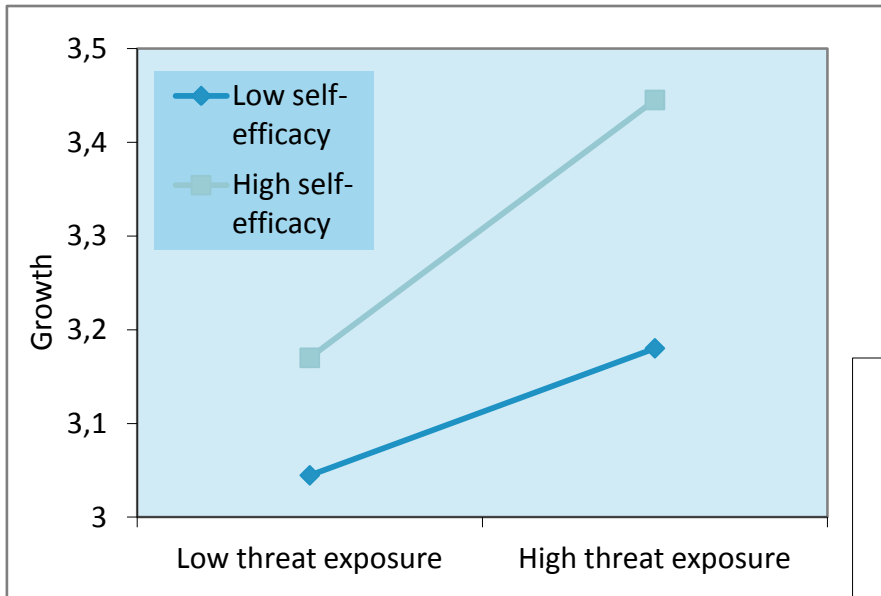 3,5
Low self-
efficacy
3,4
High self-
efficacy
3,3
Growth
3,2
3,1
3
Low threat exposure
High threat exposure